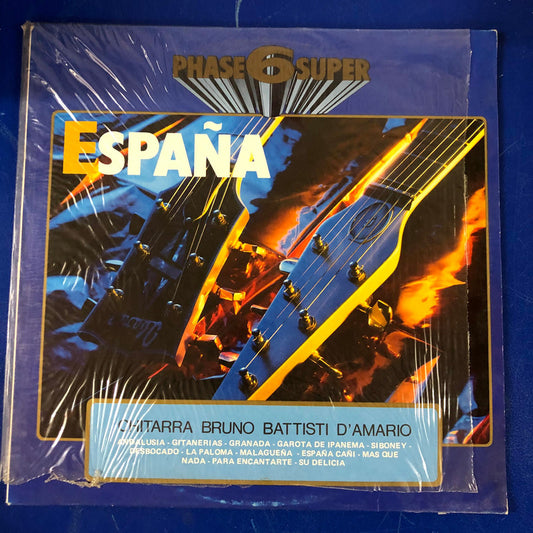 PHASE 6 SUPER
ESPAÑA
CHITARRA BRUNO BATTISTI D'AMARIO
ANDALUSIA - GITANERIAS - GRANADA - GAROTA DE IPANEMA - SIBONEY -
DESBOCADO - LA PALOMA - MALAGUEÑA - ESPAÑA CAÑI - MAS QUE
NADA - PARA ENCANTARTE - SU DELICIA